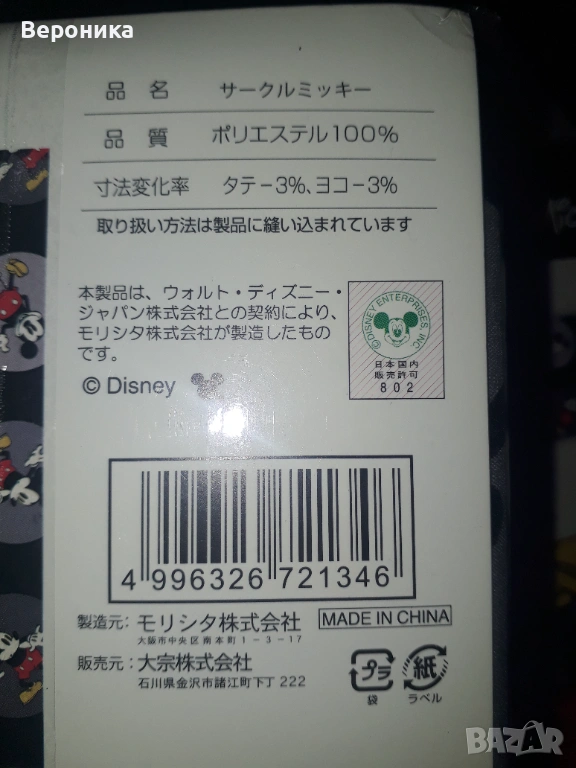 Вероника
品名 サークルミッキー
品質 ポリエステル100%
寸法変化率 タテ-3%、ヨコ-3%
取り扱い方法は製品に縫い込まれています
本製品は、ウォルト・ディズニー・
ジャパン株式会社との契約により、
モリシタ株式会社が製造したもの
です。
© Disney
©DISNEY ENTERPRISES, INC
日本国内
販売許可
802
4 996326 721346
製造元: モリシタ株式会社
大阪市中央区南本町1-3-17
MADE IN CHINA
販売元: 大宗株式会社
石川県金沢市諸江町下丁222
プラ
袋
紙
ラベル
BAZAR